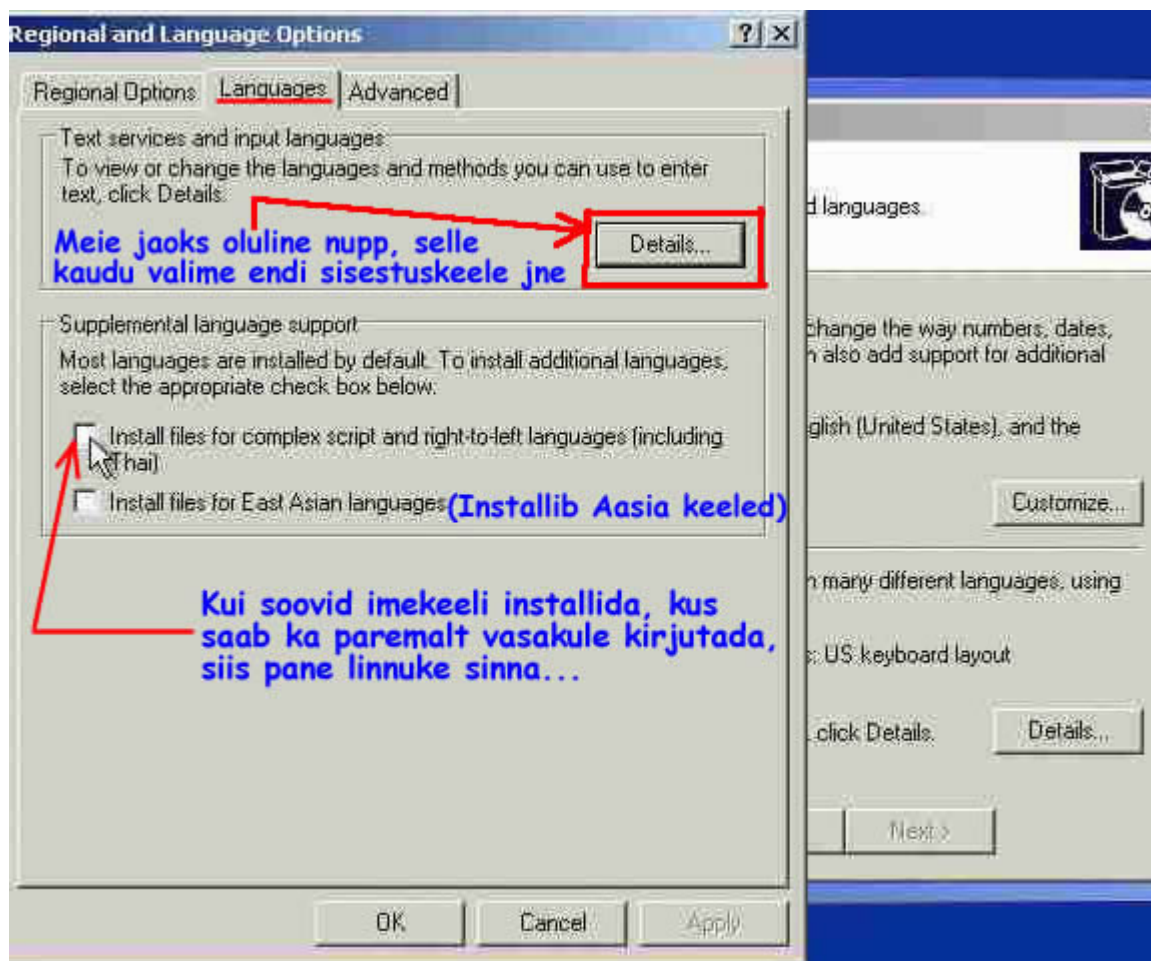 Regional and Language Options
Regional Options Languages Advanced
Text services and input languages
To view or change the languages and methods you can use to enter
text, click Details.
Meie jaoks oluline nupp, selle
kaudu valime endi sisestuskeele jne
Details...
Supplemental language support
Most languages are installed by default. To install additional languages,
select the appropriate check box below.
Install files for complex script and right-to-left languages (including
Thai)
Install files for East Asian languages (Installib Aasia keeled)
Kui soovid imekeeli installida, kus
saab ka paremalt vasakule kirjutada,
siis pane linnuke sinna...
OK Cancel Apply
d languages.
change the way numbers, dates,
n also add support for additional
glish (United States), and the
Customize...
n many different languages, using
s: US keyboard layout
click Details.
Details...
Next >